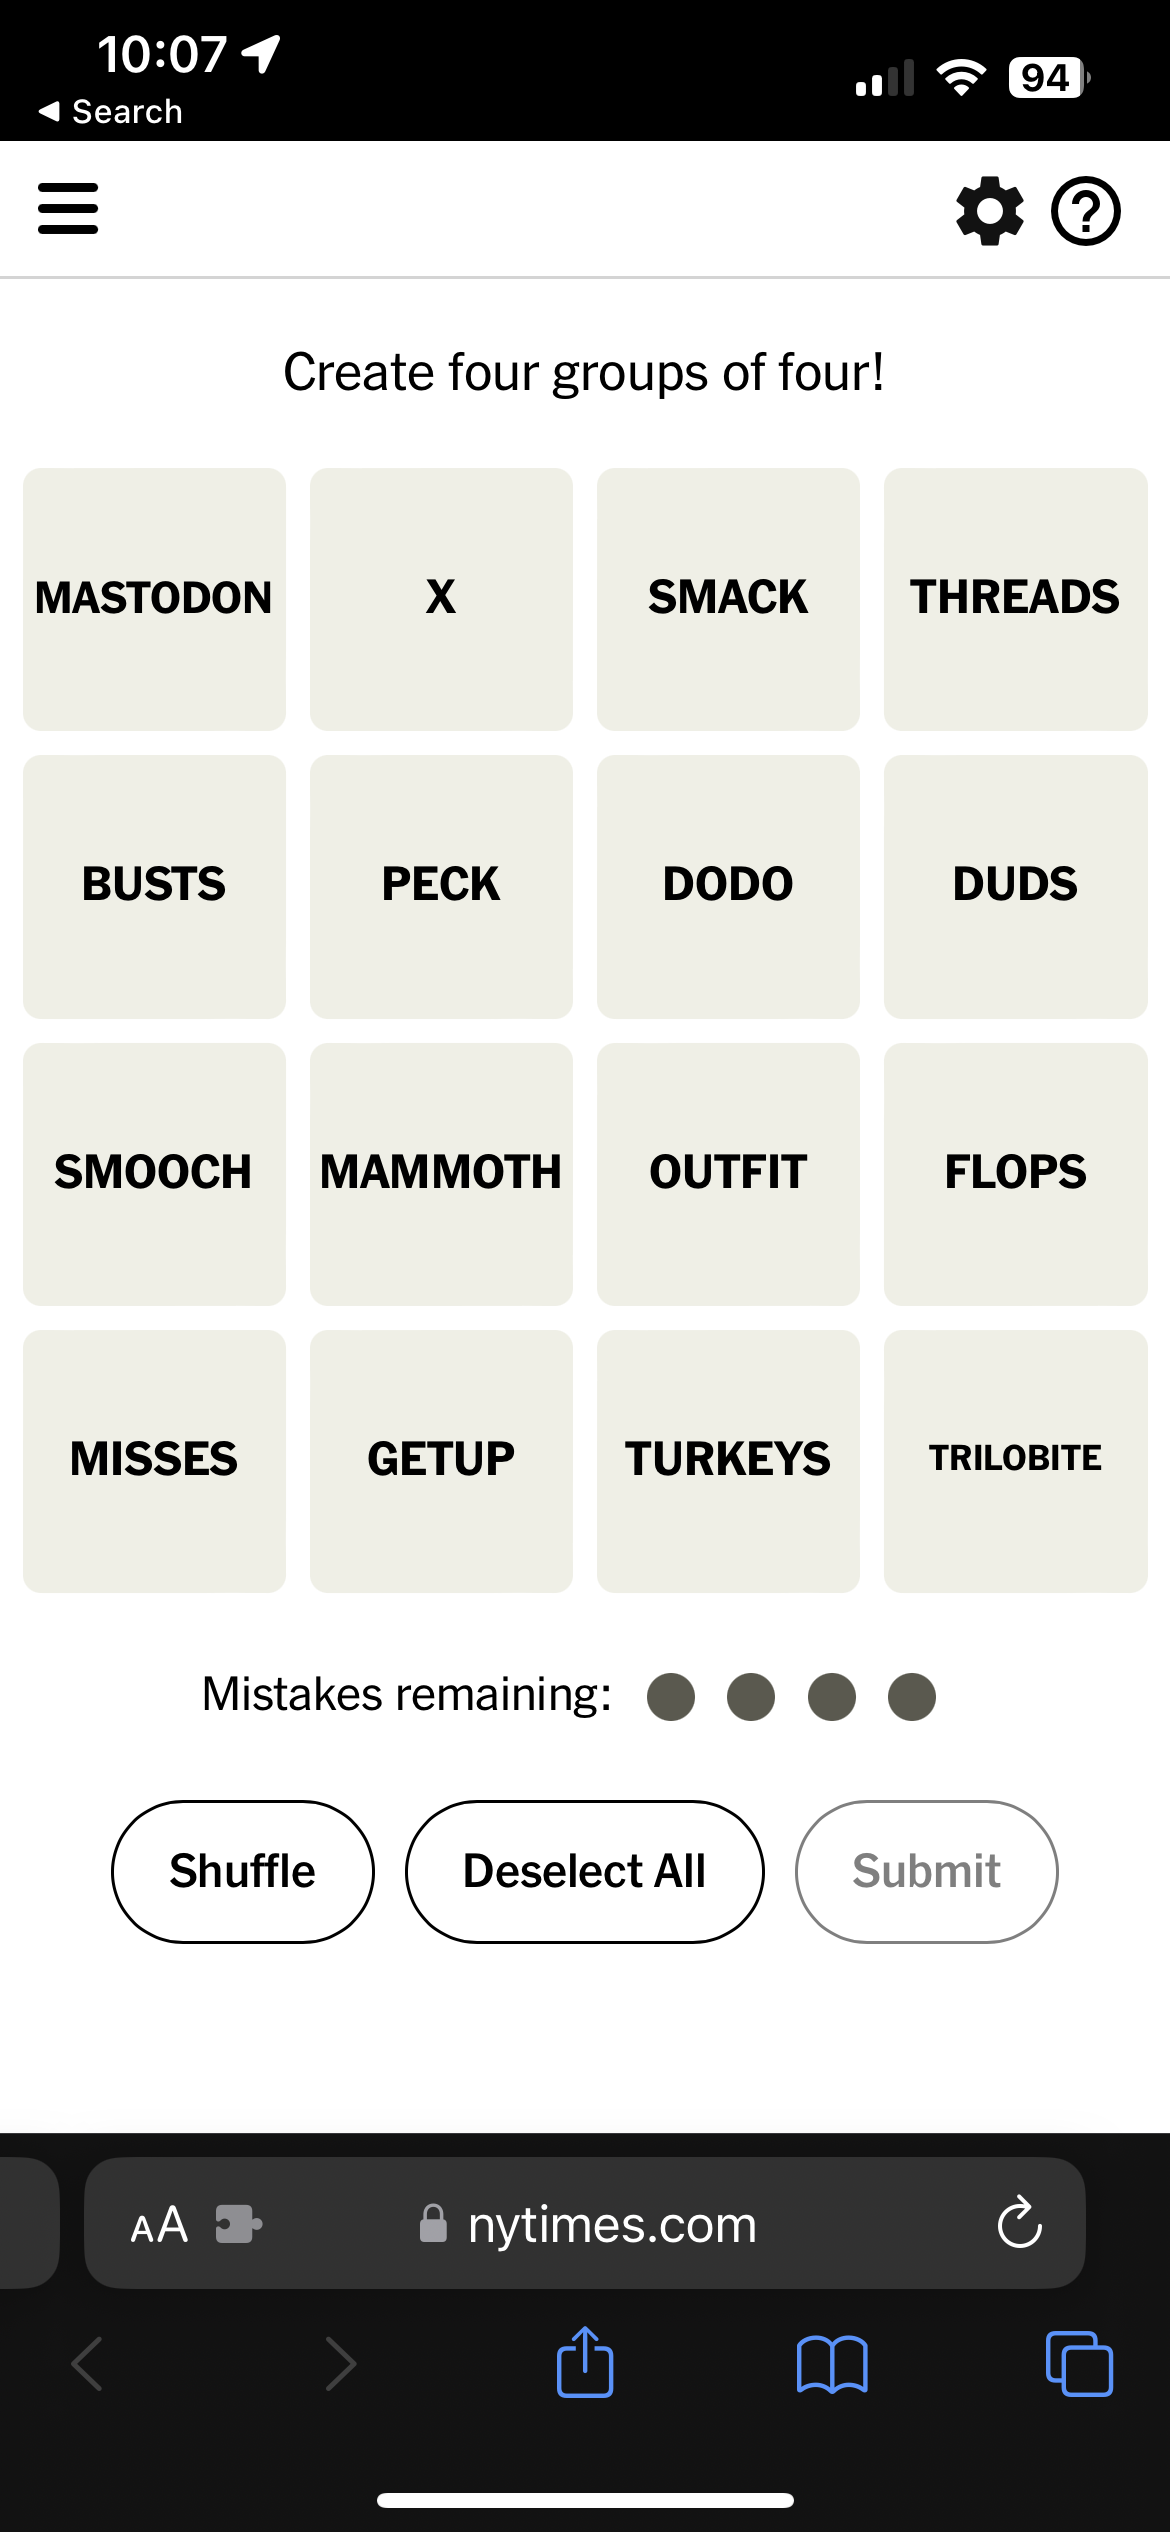 10:07
Search
94
Create four groups of four!
MASTODON X SMACK THREADS
BUSTS PECK DODO DUDS
SMOOCH MAMMOTH OUTFIT FLOPS
MISSES GETUP TURKEYS TRILOBITE
Mistakes remaining:
Shuffle Deselect All Submit
AA nytimes.com